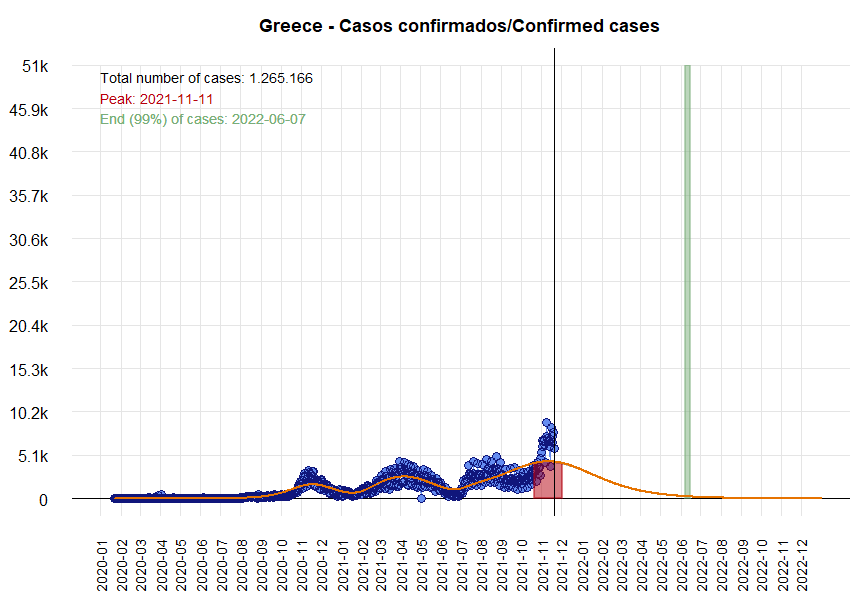 Greece - Casos confirmados/Confirmed cases
51k
45.9k
40.8k
35.7k
30.6k
25.5k
20.4k
15.3k
10.2k
5.1k
0
Total number of cases: 1.265.166
Peak: 2021-11-11
End (99%) of cases: 2022-06-07
2020-01
2020-02
2020-03
2020-04
2020-05
2020-06
2020-07
2020-08
2020-09
2020-10
2020-11
2020-12
2021-01
2021-02
2021-03
2021-04
2021-05
2021-06
2021-07
2021-08
2021-09
2021-10
2021-11
2021-12
2022-01
2022-02
2022-03
2022-04
2022-05
2022-06
2022-07
2022-08
2022-09
2022-10
2022-11
2022-12